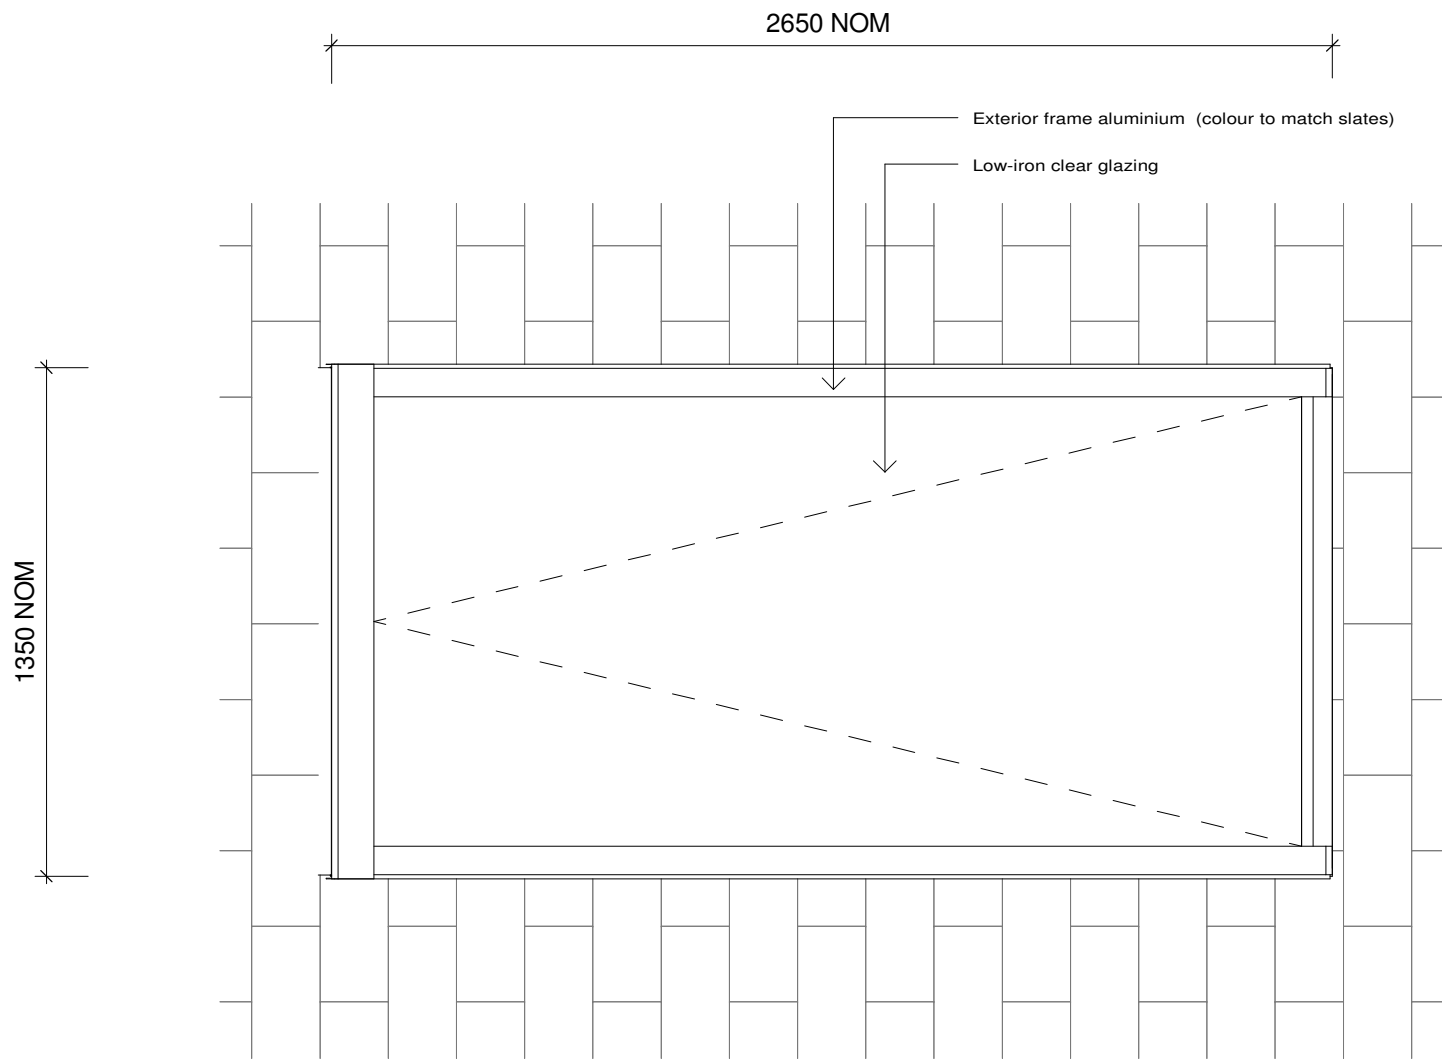 2650 NOM
Exterior frame aluminium (colour to match slates)
Low-iron clear glazing
1350 NOM